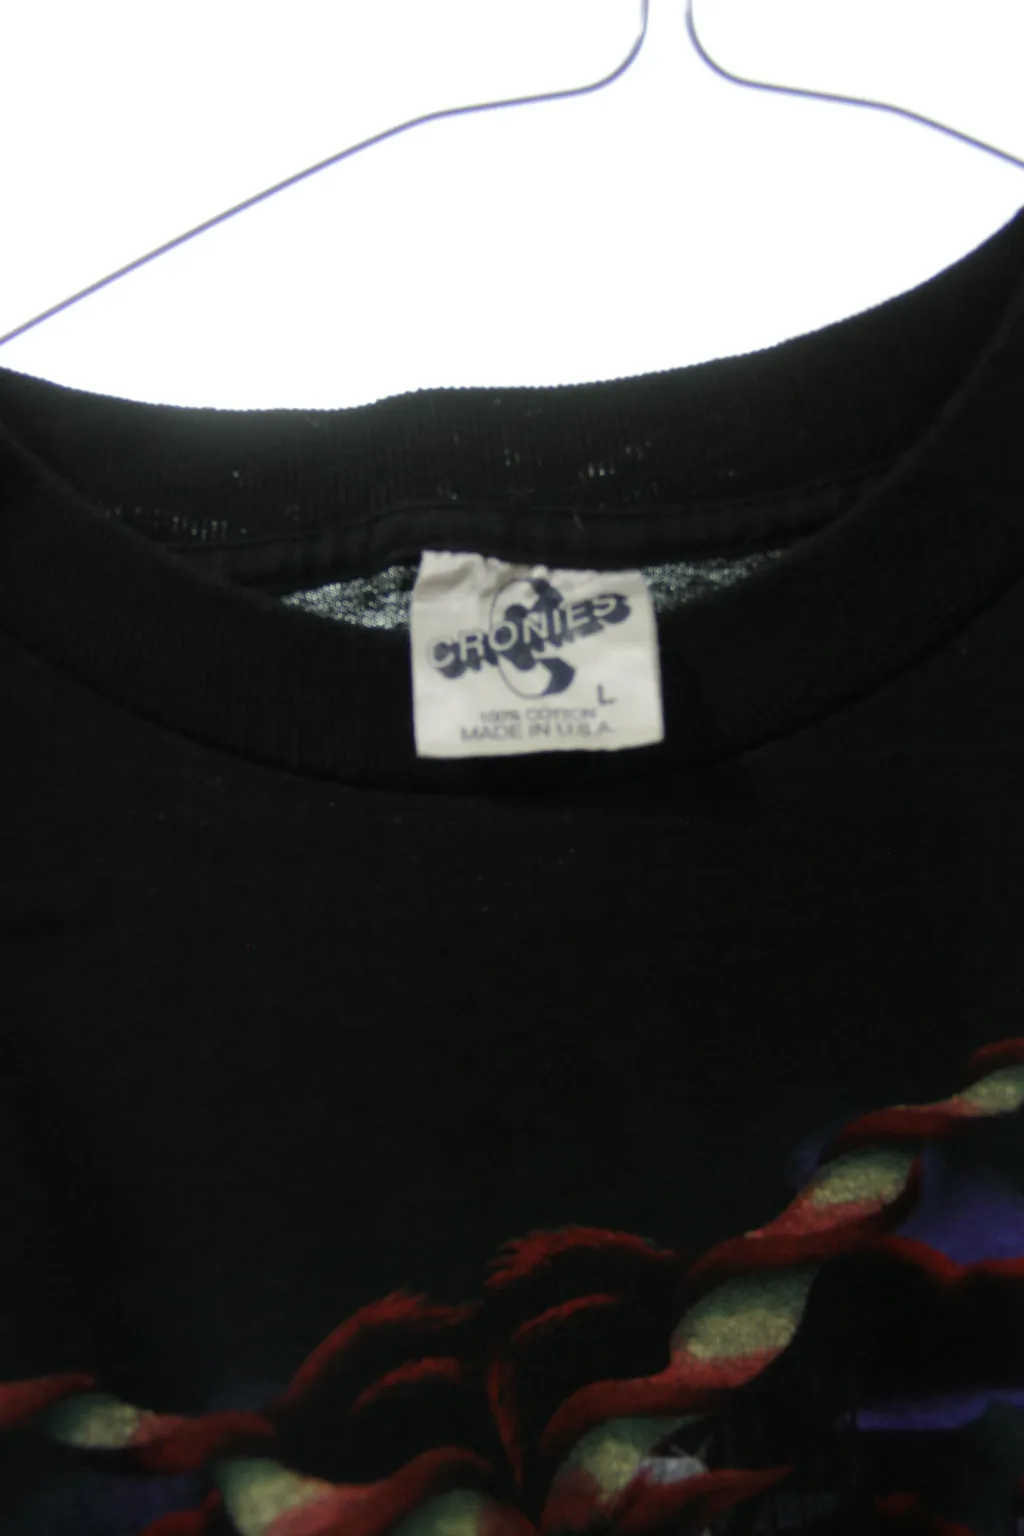 CRONIES
L
100% COTTON
MADE IN U.S.A.